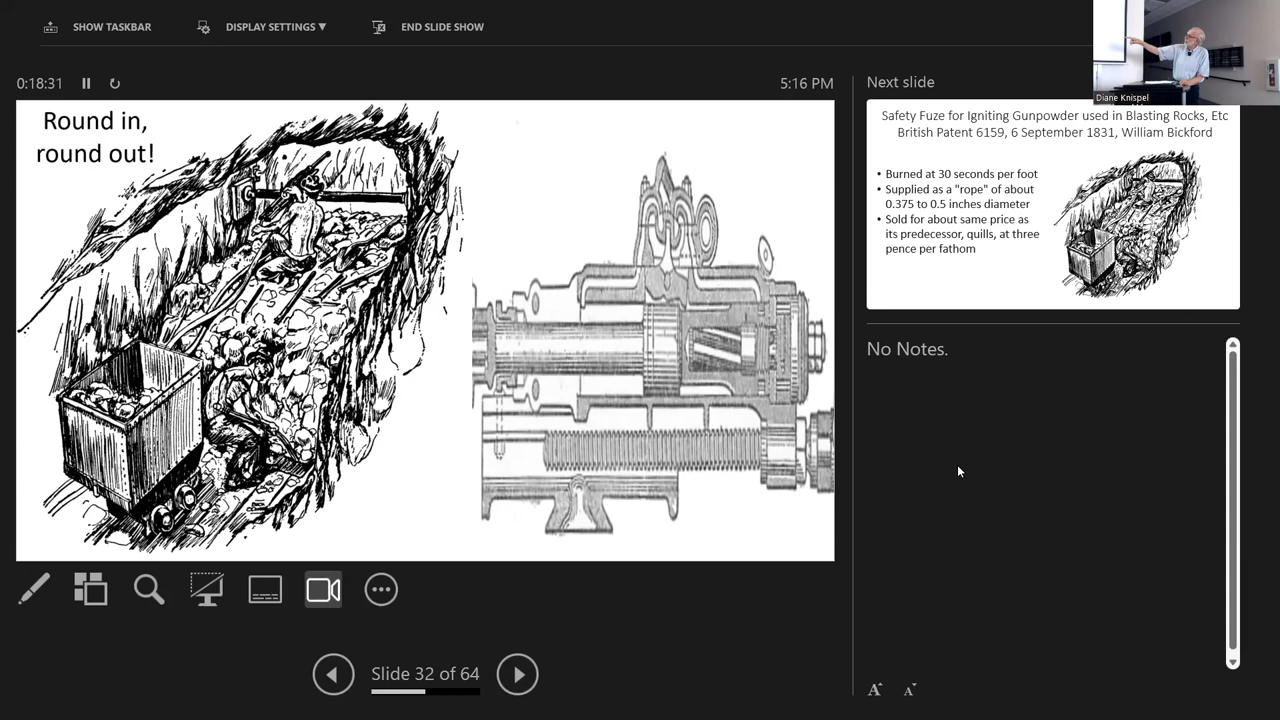 SHOW TASKBAR
DISPLAY SETTINGS ▼
END SLIDE SHOW
0:18:31
5:16 PM
Round in,
round out!
Next slide
Diane Knispel
Safety Fuze for Igniting Gunpowder used in Blasting Rocks, Etc
British Patent 6159, 6 September 1831, William Bickford
• Burned at 30 seconds per foot
• Supplied as a "rope" of about
0.375 to 0.5 inches diameter
• Sold for about same price as
its predecessor, quills, at three
pence per fathom
No Notes.
Slide 32 of 64
A A